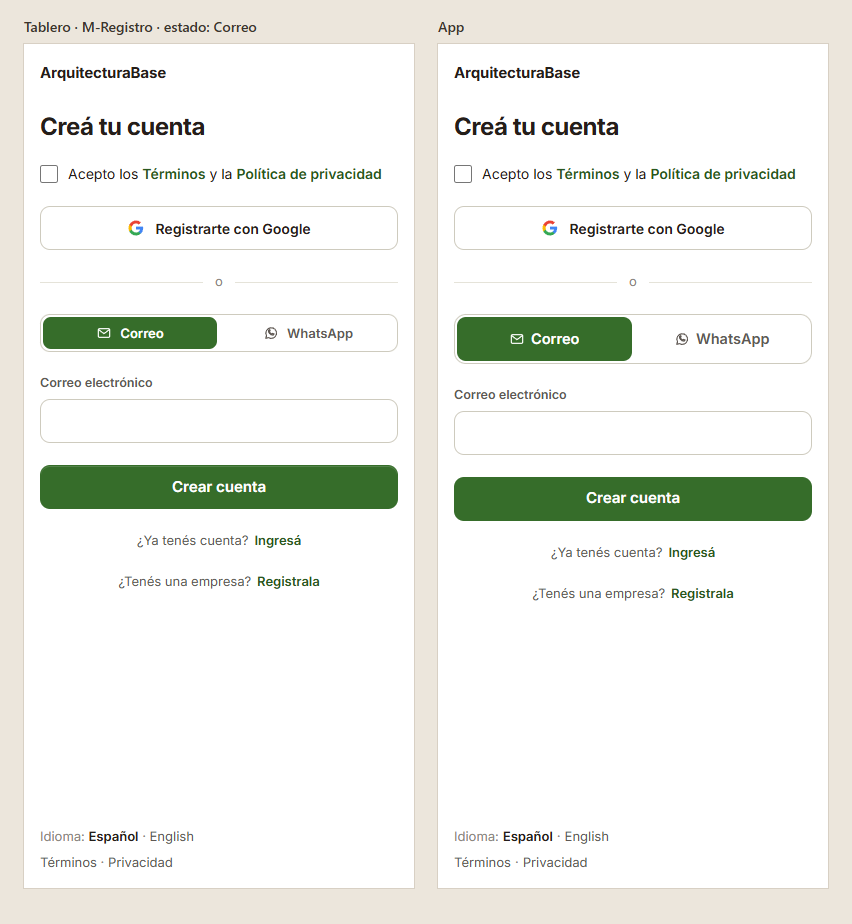 Tablero · M-Registro · estado: Correo
ArquitecturaBase
Creá tu cuenta
Acepto los Términos y la Política de privacidad
Registrarte con Google
o
Correo WhatsApp
Correo electrónico
Crear cuenta
¿Ya tenés cuenta? Ingresá
¿Tenés una empresa? Registrala
Idioma: Español · English
Términos · Privacidad
App
ArquitecturaBase
Creá tu cuenta
Acepto los Términos y la Política de privacidad
Registrarte con Google
o
Correo WhatsApp
Correo electrónico
Crear cuenta
¿Ya tenés cuenta? Ingresá
¿Tenés una empresa? Registrala
Idioma: Español · English
Términos · Privacidad